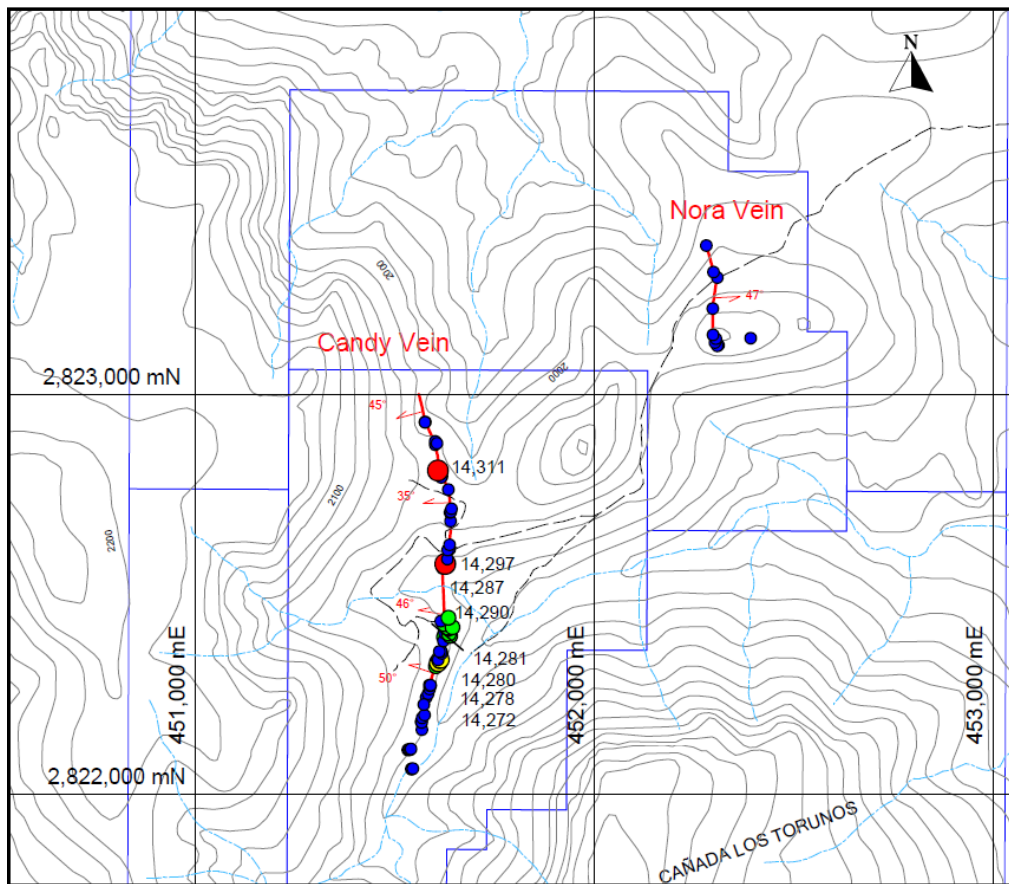 N
Nora Vein
2000
47°
Candy Vein
2000
2,823,000 mN
45°
14,311
2100
35°
2200
14,297
14,287
46°
14,290
14,281
50°
14,280
14,278
14,272
451,000 mE
452,000 mE
453,000 mE
2,822,000 mN
CAÑADA LOS TORUNOS